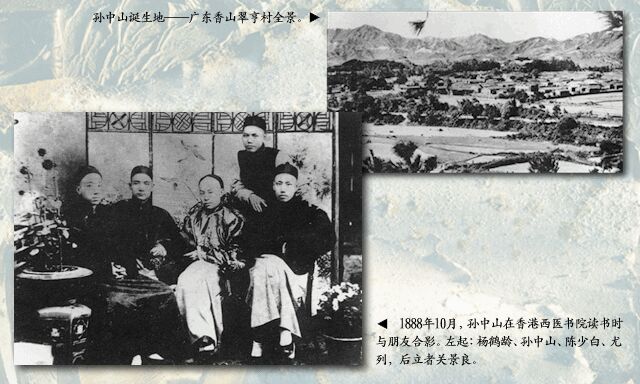 孙中山诞生地——广东香山翠亨村全景。▶
◀ 1888年10月，孙中山在香港西医书院读书时
与朋友合影。左起：杨鹤龄、孙中山、陈少白、尤
列，后立者关景良。